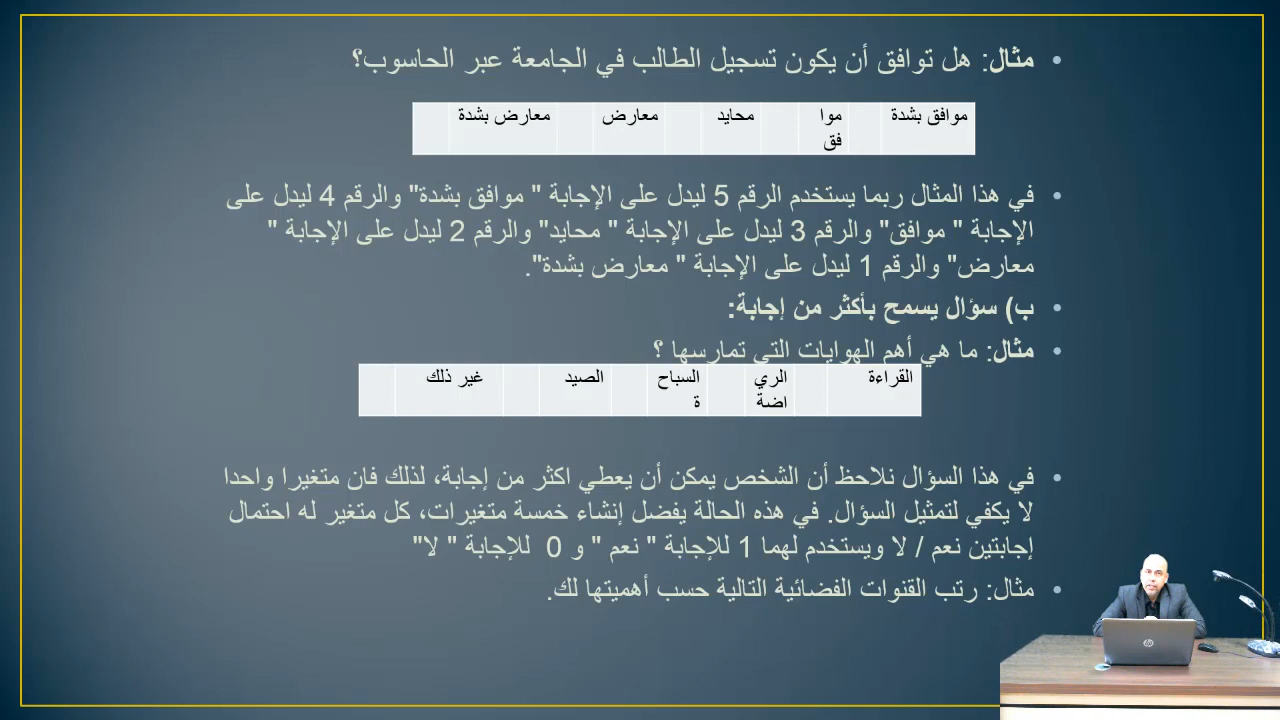 مثال: هل توافق أن يكون تسجيل الطالب في الجامعة عبر الحاسوب؟
موافق بشدة موا محايد معارض معارض بشدة
فق
في هذا المثال ربما يستخدم الرقم 5 ليدل على الإجابة " موافق بشدة" والرقم 4 ليدل على
الإجابة " موافق" والرقم 3 ليدل على الإجابة " محايد" والرقم 2 ليدل على الإجابة "
معارض" والرقم 1 ليدل على الإجابة " معارض بشدة".
ب) سؤال يسمح بأكثر من إجابة:
مثال: ما هي أهم الهوايات التي تمارسها ؟
القراءة الري السباح الصيد غير ذلك
اضة ة
في هذا السؤال نلاحظ أن الشخص يمكن أن يعطي اكثر من إجابة، لذلك فان متغيرا واحدا
لا يكفي لتمثيل السؤال. في هذه الحالة يفضل إنشاء خمسة متغيرات، كل متغير له احتمال
إجابتين نعم / لا ويستخدم لهما 1 للإجابة " نعم " و 0 للإجابة " لا"
مثال: رتب القنوات الفضائية التالية حسب أهميتها لك.
hp